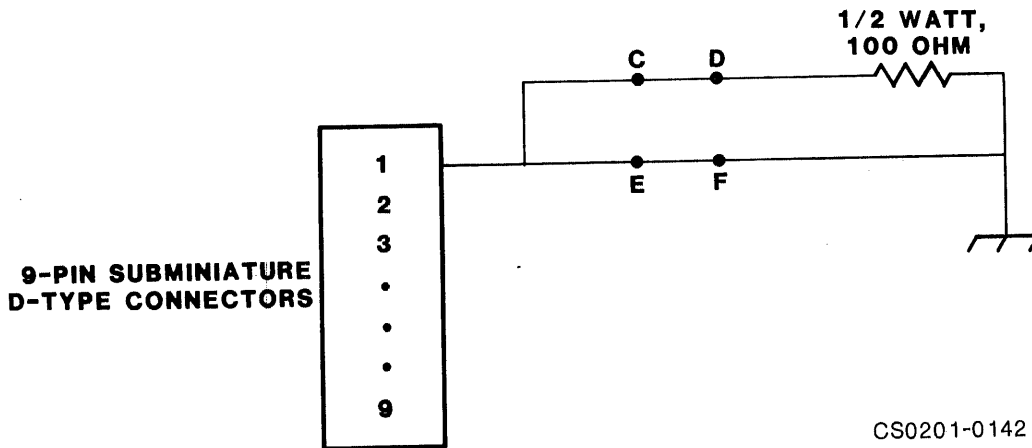 1/2 WATT,
100 OHM
C
D
E
F
1
2
3
9
9-PIN SUBMINIATURE
D-TYPE CONNECTORS
CS0201-0142